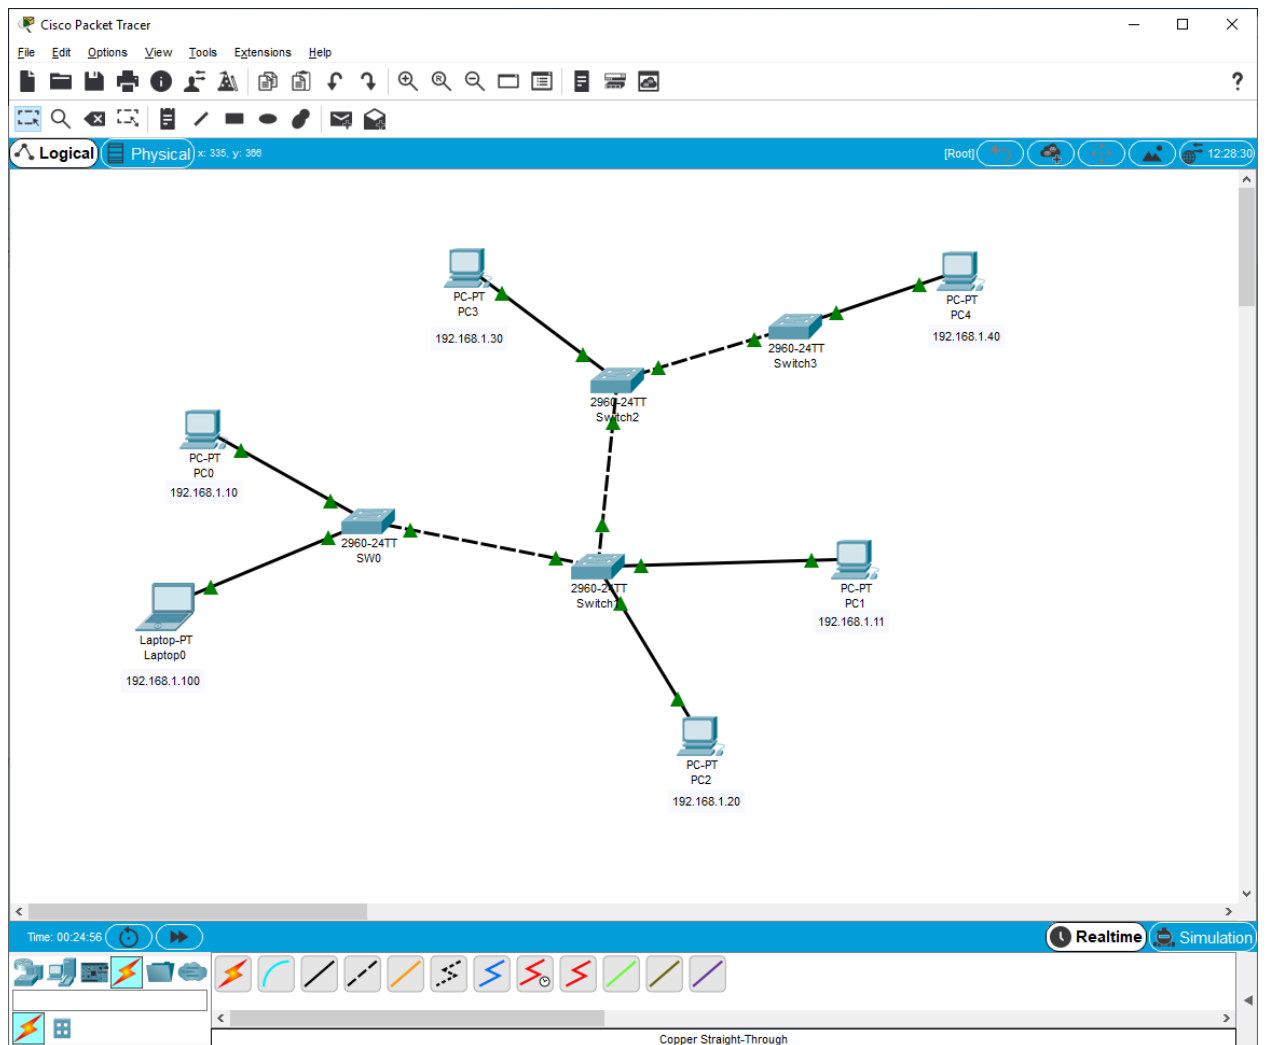 Cisco Packet Tracer
File Edit Options View Tools Extensions Help
?
Logical Physical x: 335, y: 366 [Root] 12:28:30
PC-PT
PC3
192.168.1.30
PC-PT
PC4
192.168.1.40
2960-24TT
Switch3
2960-24TT
Switch2
PC-PT
PC0
192.168.1.10
2960-24TT
SW0
2960-24TT
PC-PT
PC1
192.168.1.11
Laptop-PT
Laptop0
192.168.1.100
PC-PT
PC2
192.168.1.20
Time: 00:24:56 Realtime Simulation
Copper Straight-Through